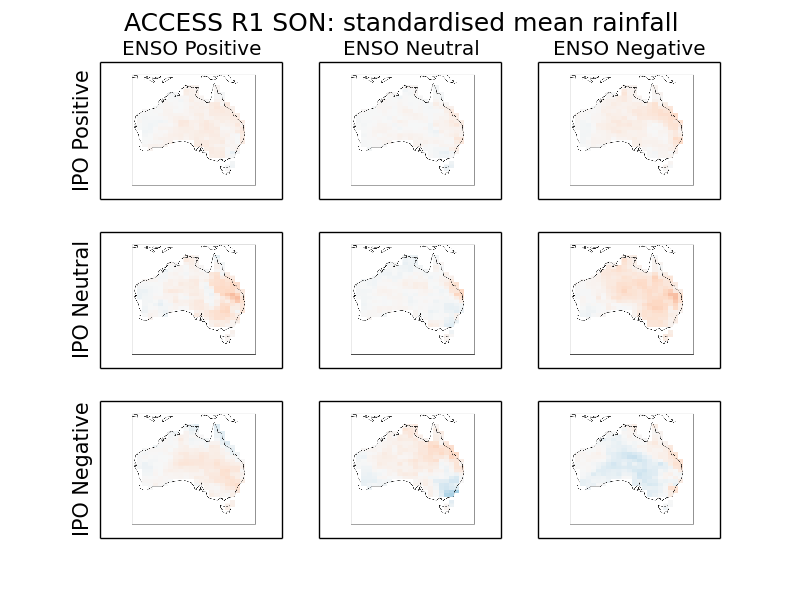 ACCESS R1 SON: standardised mean rainfall
ENSO Positive ENSO Neutral ENSO Negative
IPO Positive
IPO Neutral
IPO Negative